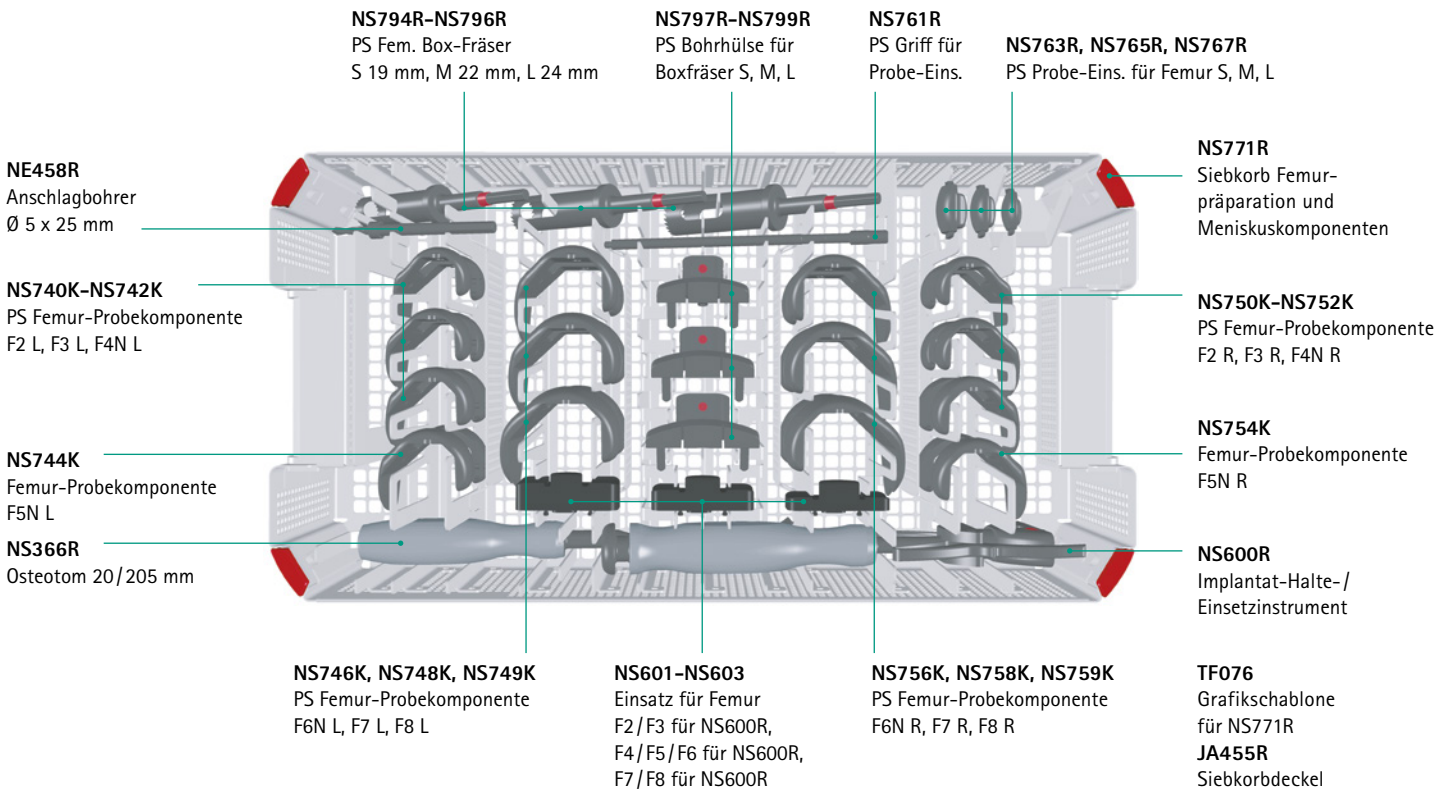 NS794R–NS796R
PS Fem. Box-Fräser
S 19 mm, M 22 mm, L 24 mm
NS797R–NS799R
PS Bohrhülse für
Boxfräser S, M, L
NS761R
PS Griff für
Probe-Eins.
NS763R, NS765R, NS767R
PS Probe-Eins. für Femur S, M, L
NE458R
Anschlagbohrer
Ø 5 x 25 mm
NS740K–NS742K
PS Femur-Probekomponente
F2 L, F3 L, F4N L
NS744K
Femur-Probekomponente
F5N L
NS366R
Osteotom 20/205 mm
NS771R
Siebkorb Femur-
präparation und
Meniskuskomponenten
NS750K–NS752K
PS Femur-Probekomponente
F2 R, F3 R, F4N R
NS754K
Femur-Probekomponente
F5N R
NS600R
Implantat-Halte-/
Einsetzinstrument
NS746K, NS748K, NS749K
PS Femur-Probekomponente
F6N L, F7 L, F8 L
NS601–NS603
Einsatz für Femur
F2/F3 für NS600R,
F4/F5/F6 für NS600R,
F7/F8 für NS600R
NS756K, NS758K, NS759K
PS Femur-Probekomponente
F6N R, F7 R, F8 R
TF076
Grafikschablone
für NS771R
JA455R
Siebkorbdeckel